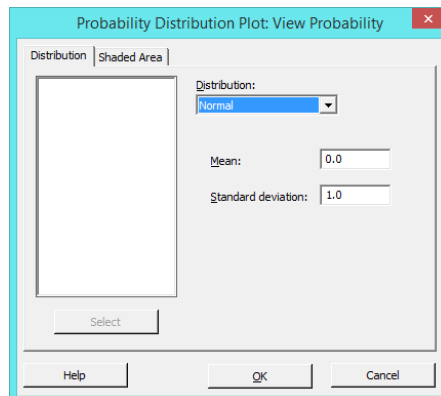 Probability Distribution Plot: View Probability
Distribution Shaded Area
Distribution:
Normal
Mean: 0.0
Standard deviation: 1.0
Select
Help OK Cancel